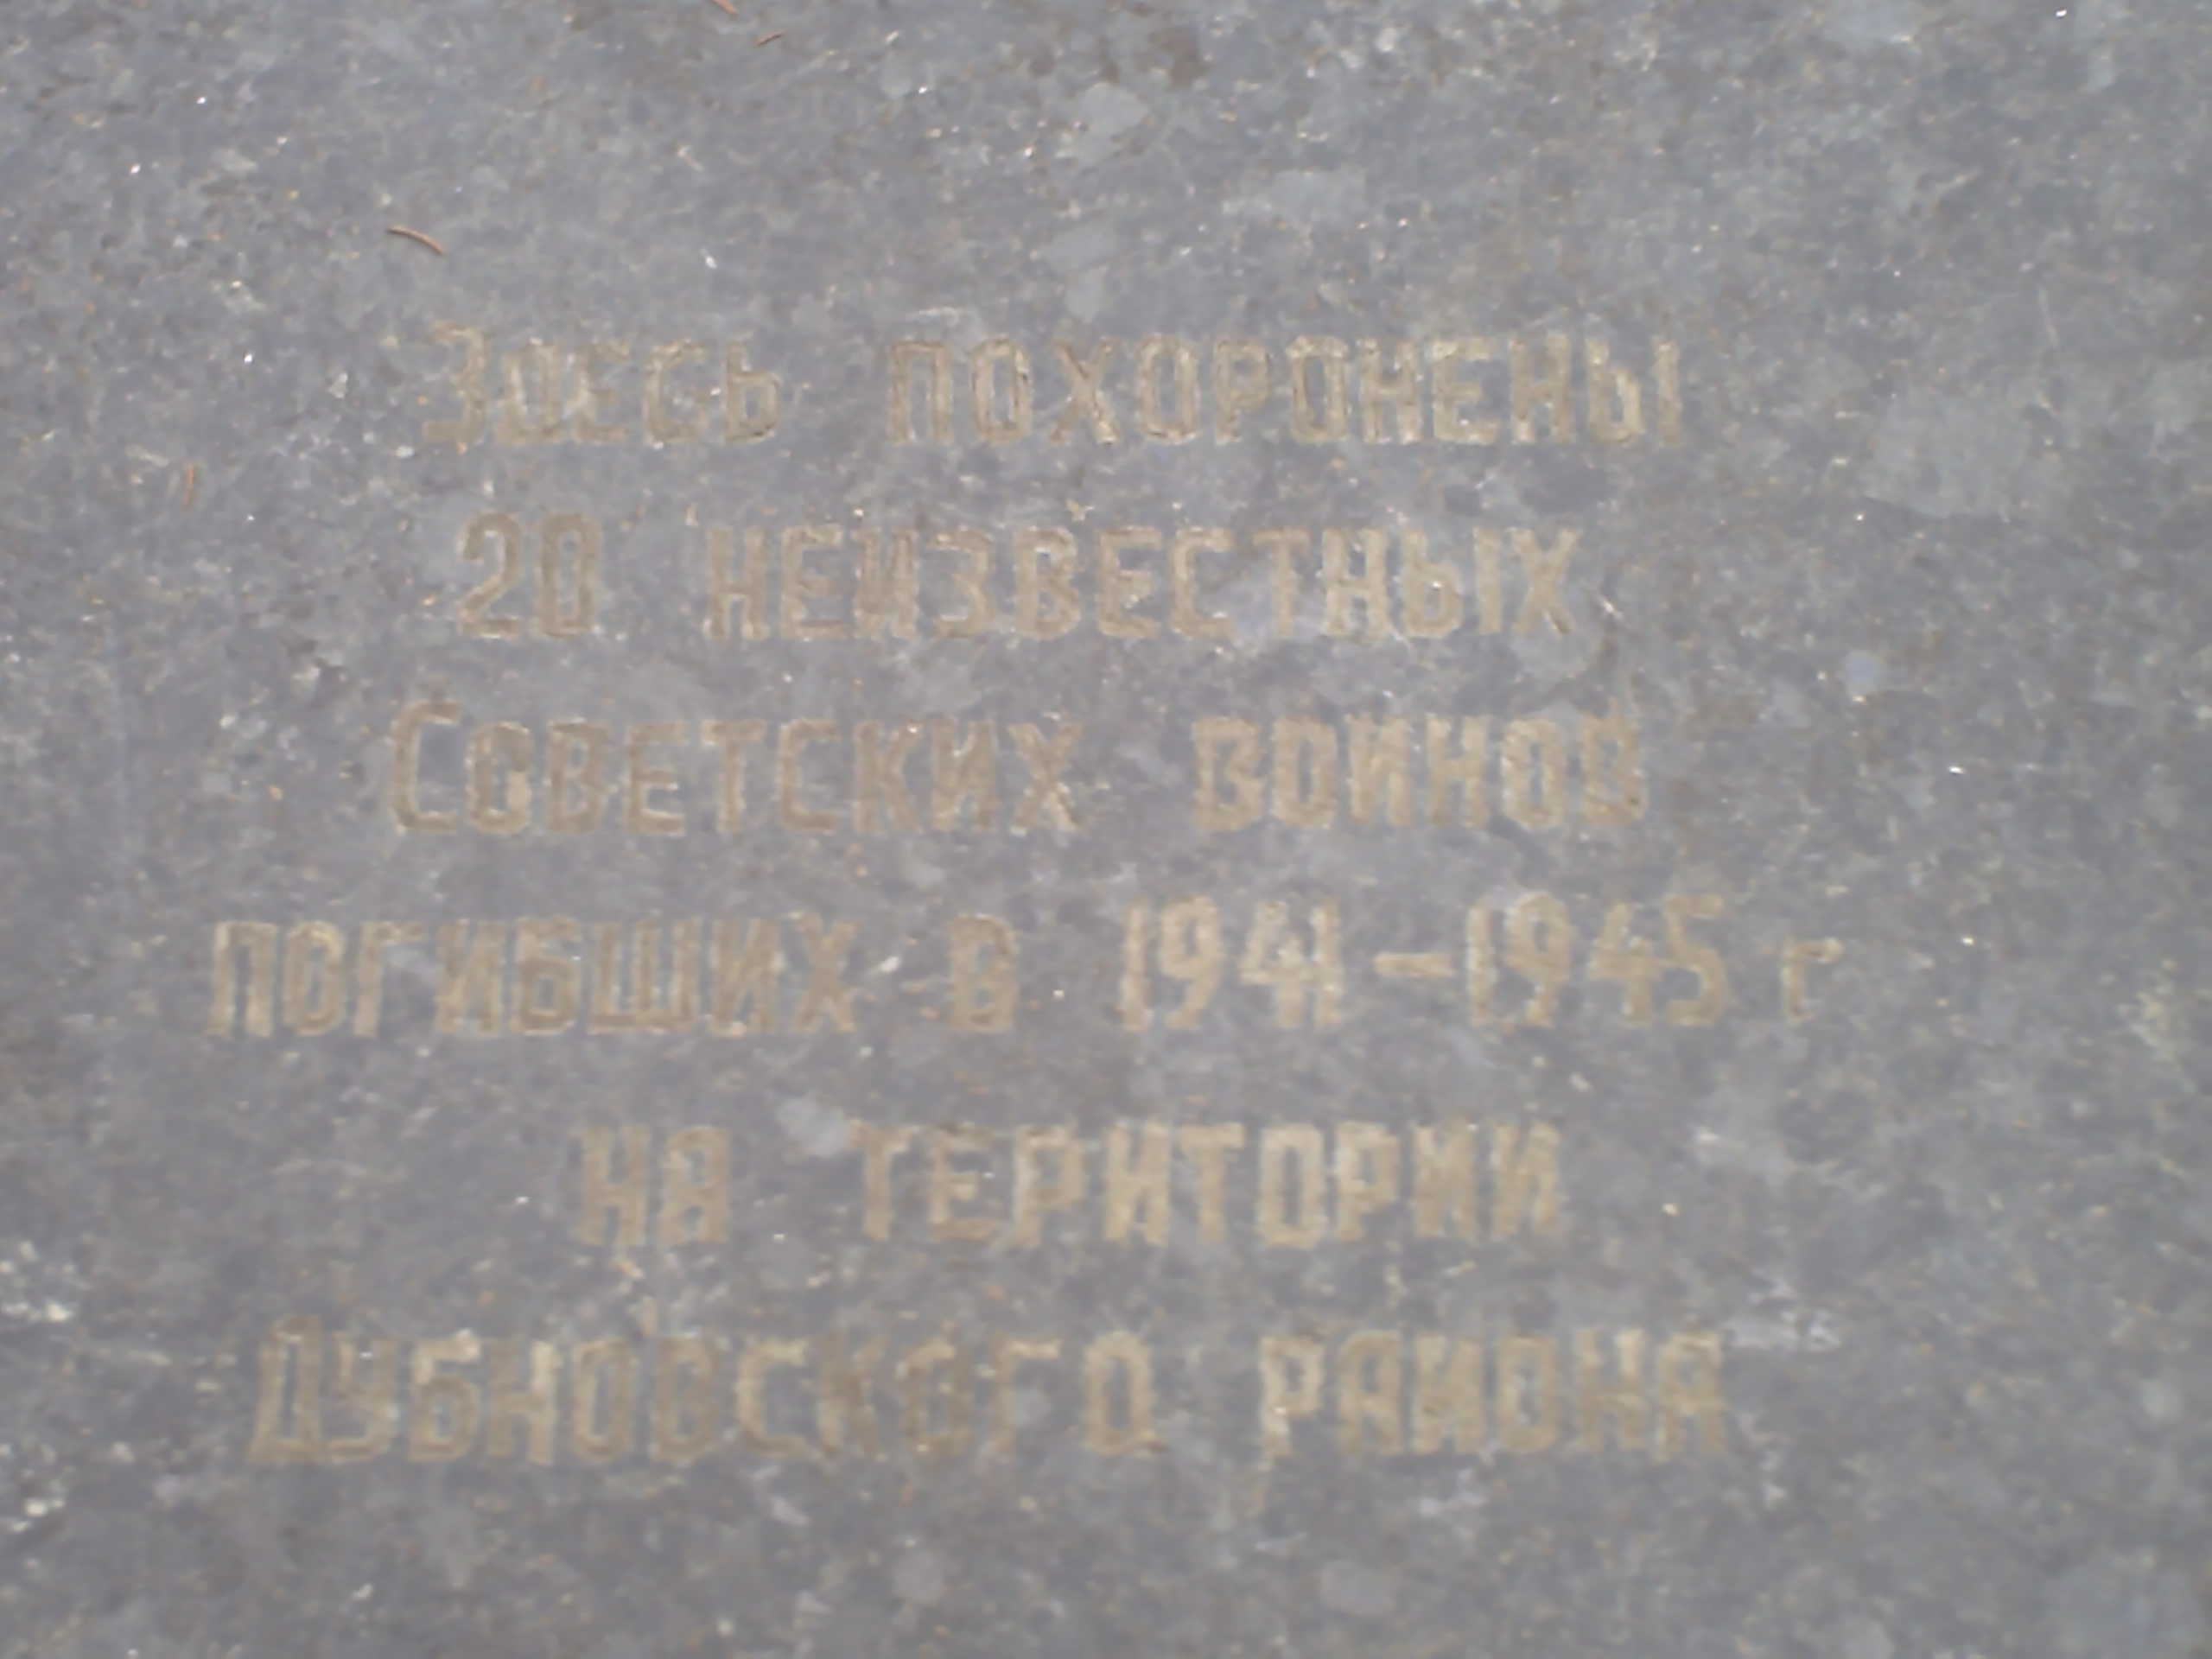 Здесь похоронены
20 неизвестных
Советских воинов
погибших в 1941–1945 г
на територии
Дубновского района